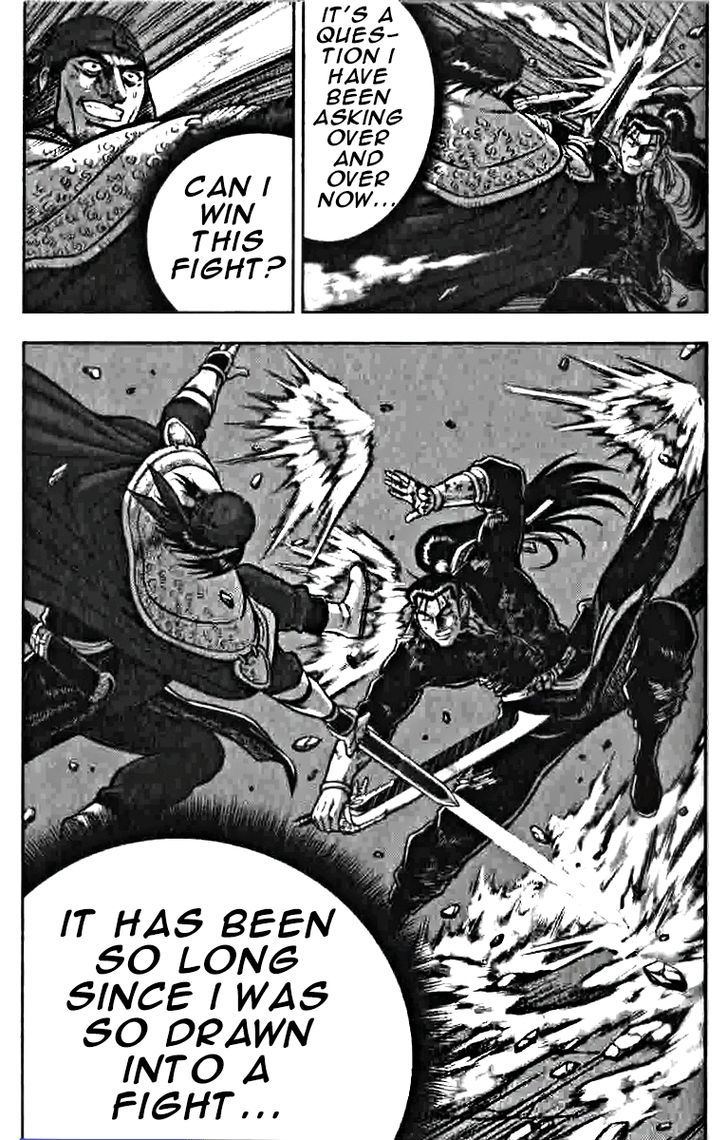 IT'S A
QUES-
TION I
HAVE
BEEN
ASKING
OVER
AND
OVER
NOW...
CAN I
WIN
THIS
FIGHT?
IT HAS BEEN
SO LONG
SINCE I WAS
SO DRAWN
INTO A
FIGHT...